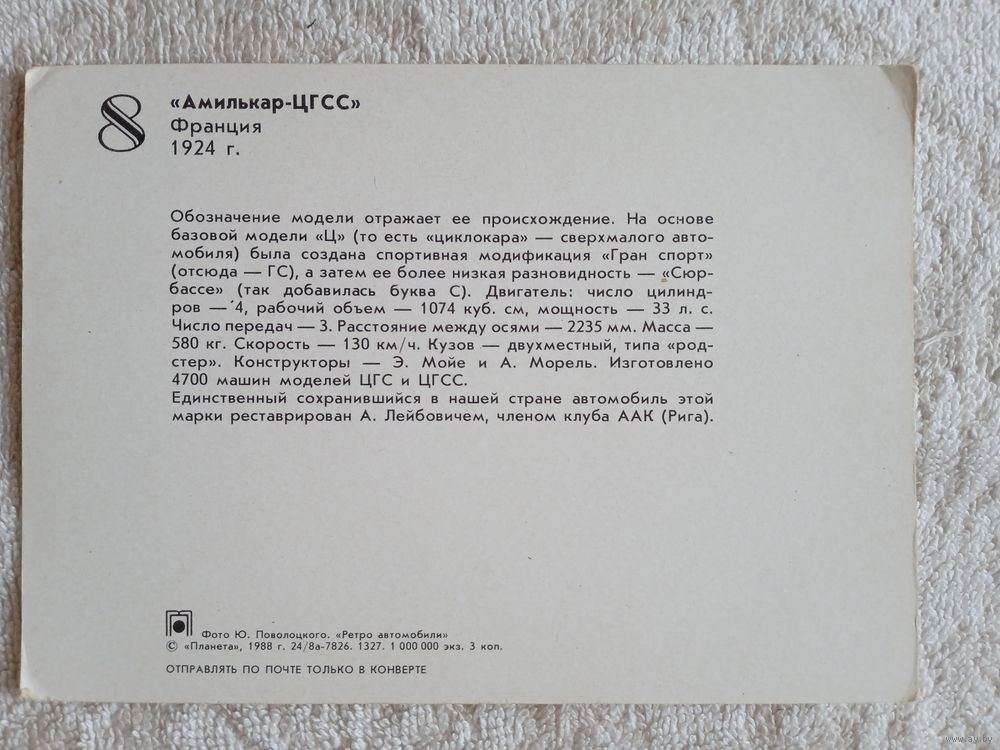 8
«Амилькар-ЦГСС»
Франция
1924 г.
Обозначение модели отражает ее происхождение. На основе
базовой модели «Ц» (то есть «циклокара» — сверхмалого авто-
мобиля) была создана спортивная модификация «Гран спорт»
(отсюда — ГС), а затем ее более низкая разновидность — «Сюр-
бассе» (так добавилась буква С). Двигатель: число цилинд-
ров — 4, рабочий объем — 1074 куб. см, мощность — 33 л. с.
Число передач — 3. Расстояние между осями — 2235 мм. Масса —
580 кг. Скорость — 130 км/ч. Кузов — двухместный, типа «род-
стер». Конструкторы — Э. Мойе и А. Морель. Изготовлено
4700 машин моделей ЦГС и ЦГСС.
Единственный сохранившийся в нашей стране автомобиль этой
марки реставрирован А. Лейбовичем, членом клуба ААК (Рига).
Фото Ю. Поволоцкого. «Ретро автомобили»
© «Планета», 1988 г. 24/8а-7826. 1327. 1 000 000 экз. 3 коп.
ОТПРАВЛЯТЬ ПО ПОЧТЕ ТОЛЬКО В КОНВЕРТЕ
www.ay.by